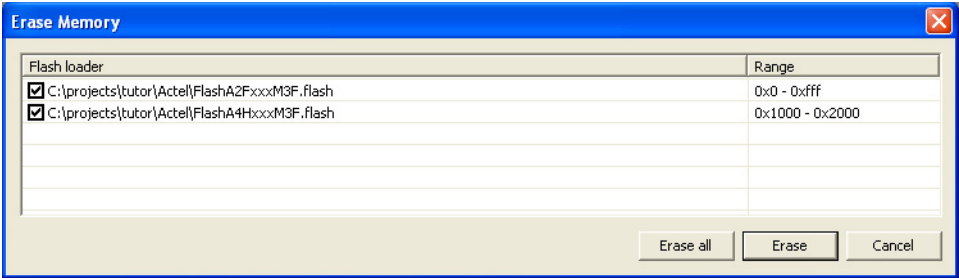 Erase Memory
Flash loader Range
C:\projects\tutor\Actel\FlashA2FxxxM3F.flash 0x0 - 0xfff
C:\projects\tutor\Actel\FlashA4HxxxM3F.flash 0x1000 - 0x2000
Erase all Erase Cancel